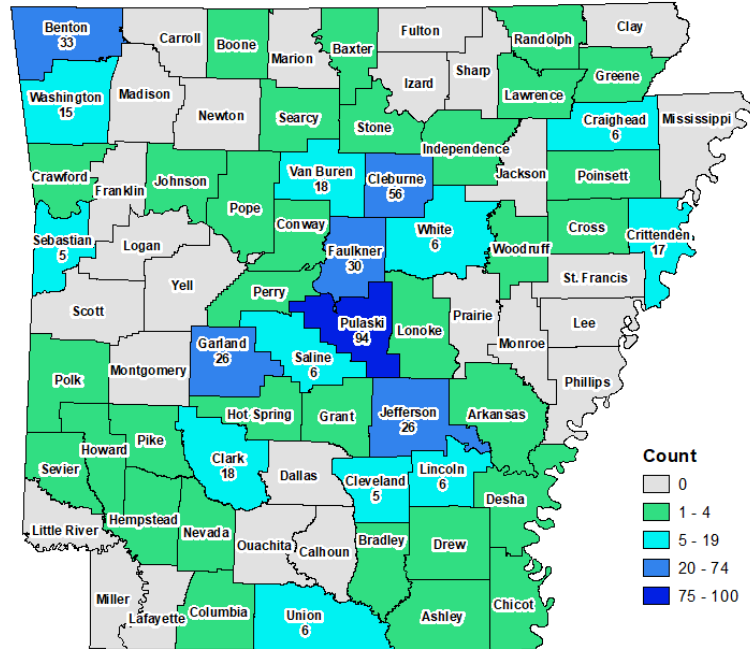 Benton
33
Carroll
Boone
Marion
Baxter
Fulton
Randolph
Clay
Izard
Sharp
Lawrence
Greene
Washington
15
Madison
Newton
Searcy
Stone
Independence
Craighead
6
Mississippi
Crawford
Franklin
Johnson
Pope
Van Buren
18
Cleburne
56
Jackson
Poinsett
Conway
Sebastian
5
Logan
Faulkner
30
White
6
Woodruff
Cross
Crittenden
17
Yell
Scott
Perry
Pulaski
94
Lonoke
Prairie
St. Francis
Monroe
Lee
Phillips
Garland
26
Saline
6
Polk
Montgomery
Hot Spring
Grant
Jefferson
26
Arkansas
Howard
Pike
Sevier
Clark
18
Dallas
Cleveland
5
Lincoln
6
Desha
Little River
Hempstead
Nevada
Ouachita
Calhoun
Bradley
Drew
Miller
Lafayette
Columbia
Union
6
Ashley
Chicot
Count
0
1 - 4
5 - 19
20 - 74
75 - 100